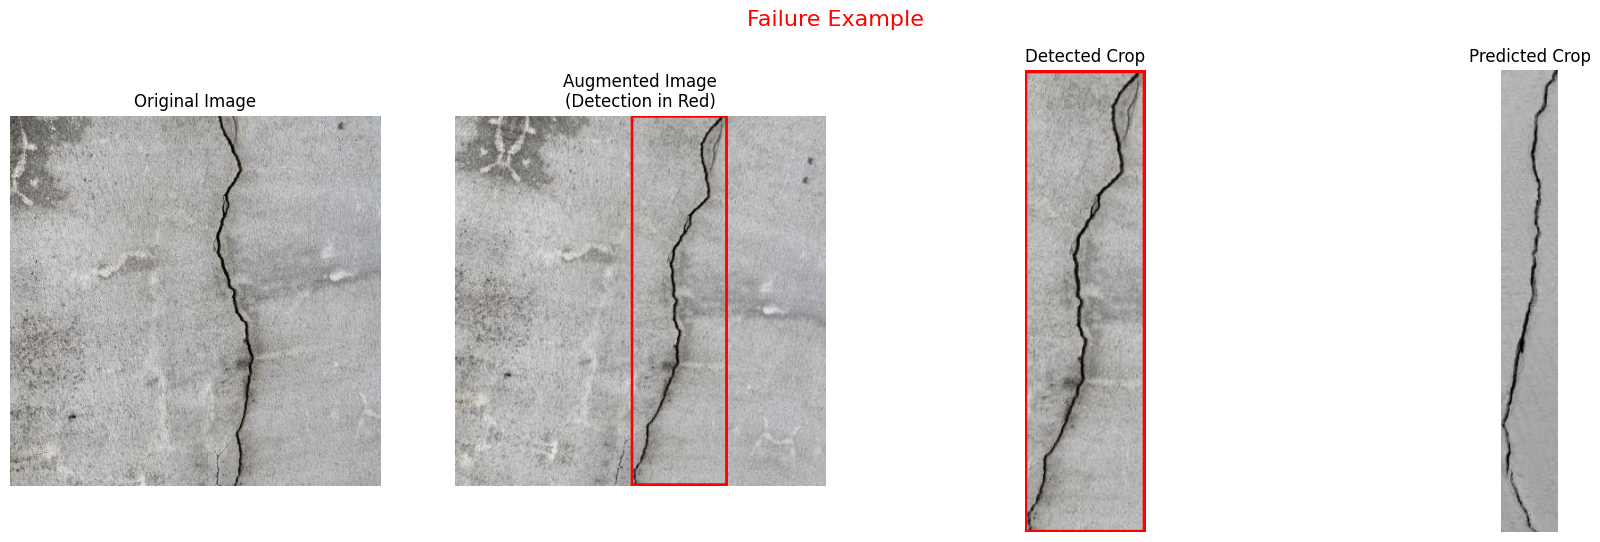 Failure Example
Original Image
Augmented Image
(Detection in Red)
Detected Crop
Predicted Crop